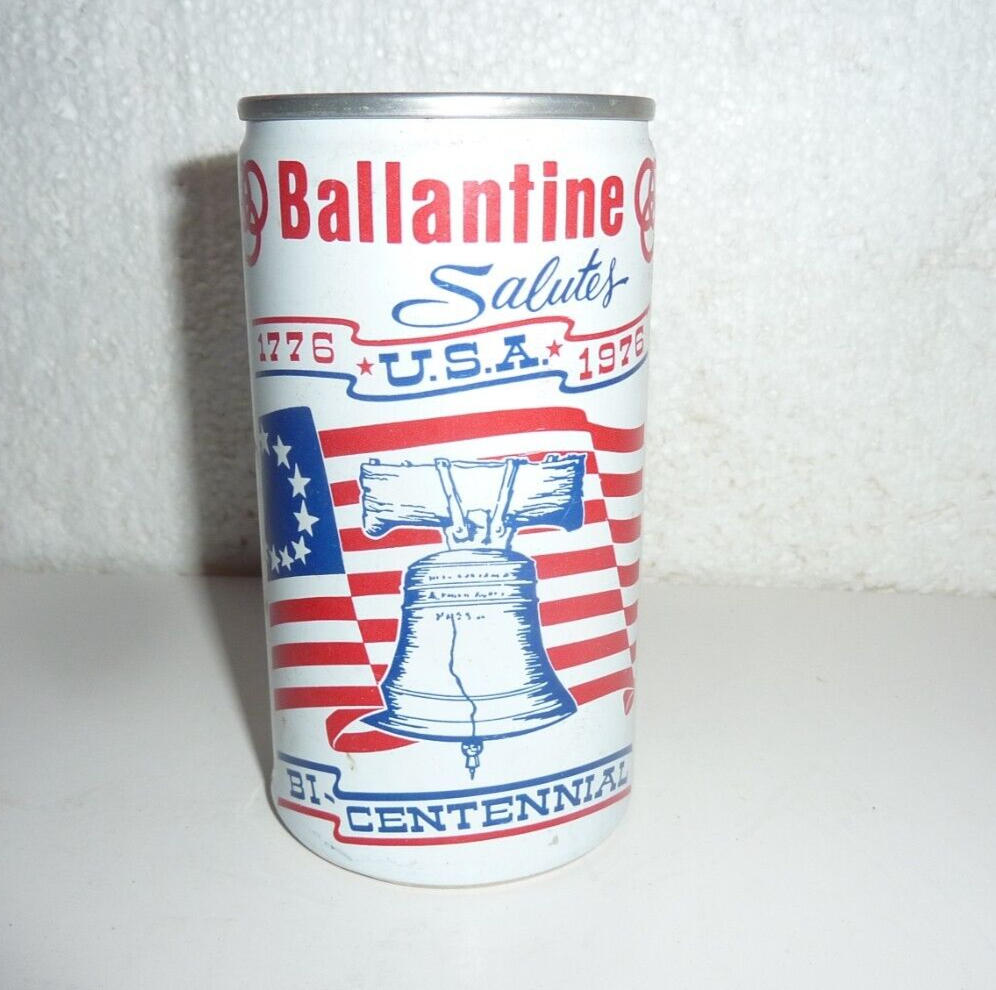 Ballantine
Salutes
1776 U.S.A. 1976
BI-
CENTENNIAL